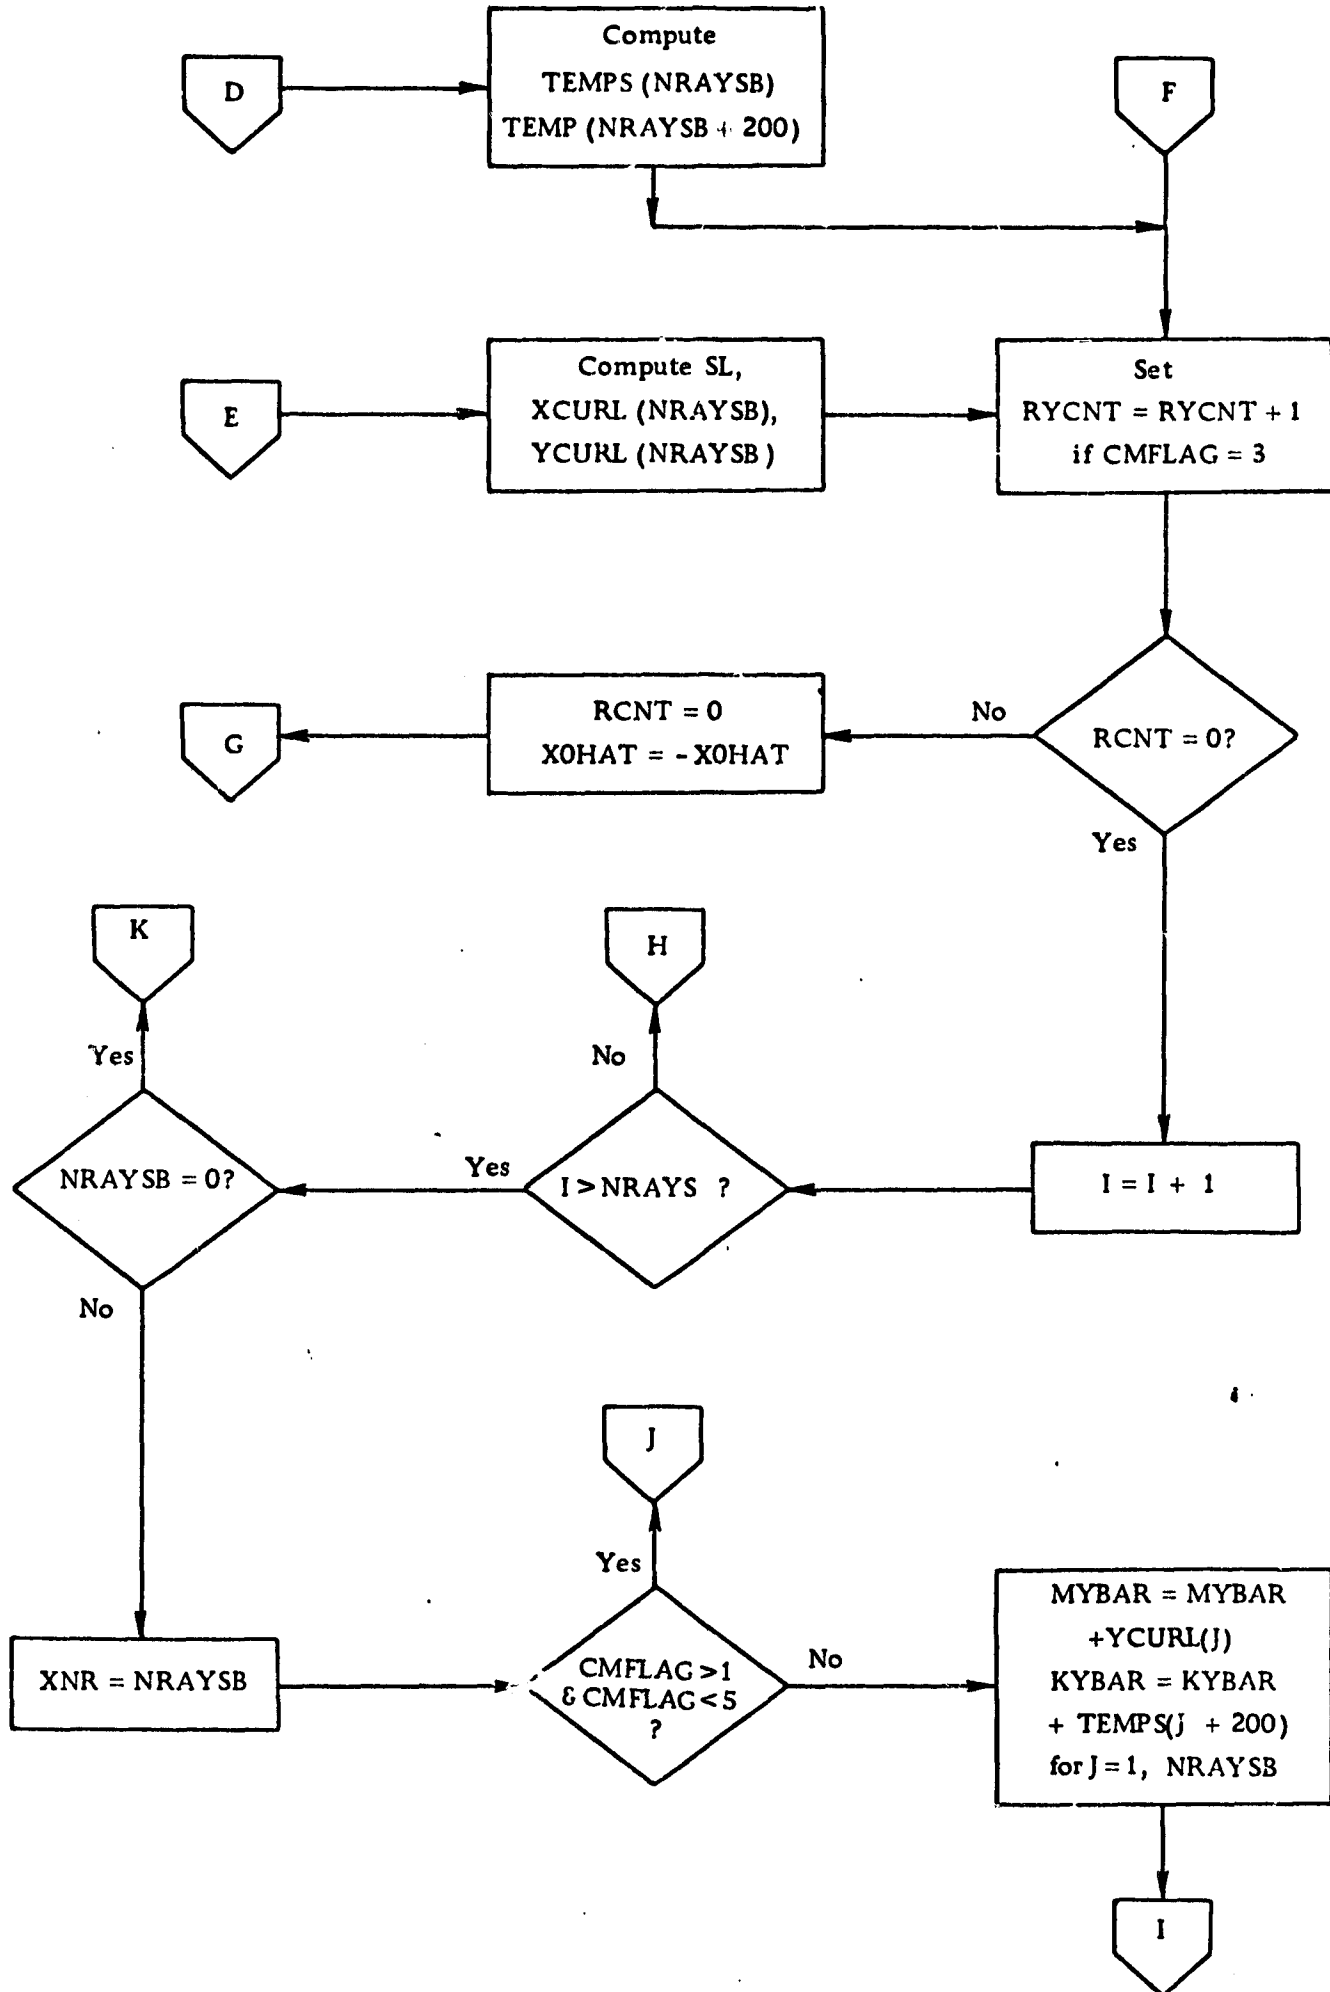 Compute
TEMPS (NRAYSB)
TEMP (NRAYSB + 200)
D
F
E
Compute SL,
XCURL (NRAYSB),
YCURL (NRAYSB)
Set
RYCNT = RYCNT + 1
if CMFLAG = 3
G
RCNT = 0
X0HAT = - X0HAT
No
RCNT = 0?
Yes
K
H
Yes
No
NRAYSB = 0?
Yes
I > NRAYS ?
I = I + 1
No
J
Yes
XNR = NRAYSB
CMFLAG > 1
& CMFLAG < 5
?
No
MYBAR = MYBAR
+YCURL(J)
KYBAR = KYBAR
+ TEMPS(J + 200)
for J = 1, NRAYSB
I